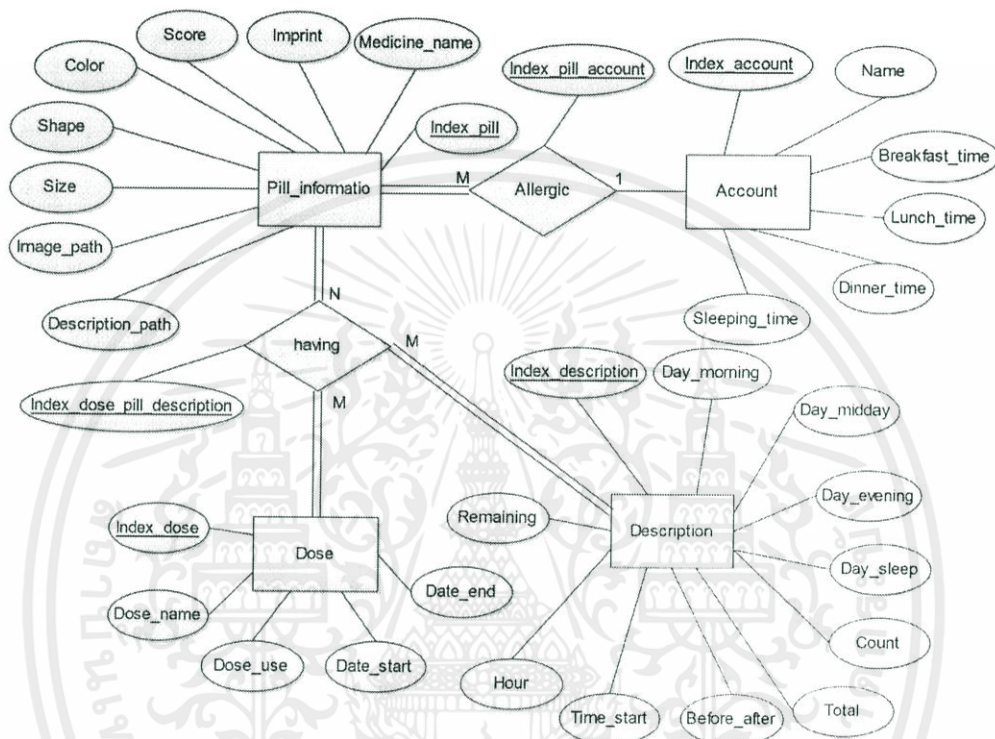 Score
Imprint
Medicine_name
Color
Index_pill_account
Index_account
Name
Shape
Index_pill
Breakfast_time
Pill_informatio
M
Allergic
1
Account
Size
Lunch_time
Image_path
Dinner_time
Description_path
N
Sleeping_time
having
M
Index_description
Day_morning
Index_dose_pill_description
M
Day_midday
Day_evening
Remaining
Description
Index_dose
Dose
Day_sleep
Date_end
Dose_name
Count
Dose_use
Date_start
Hour
Time_start
Before_after
Total